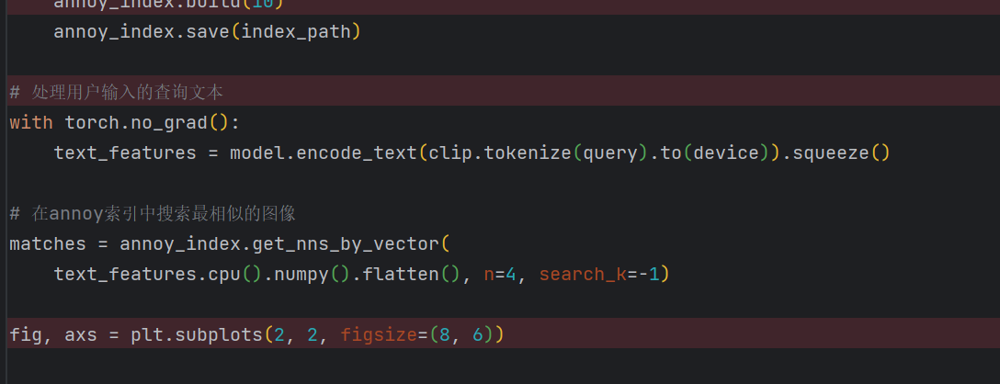 annoy_index.build(10)
annoy_index.save(index_path)
# 处理用户输入的查询文本
with torch.no_grad():
text_features = model.encode_text(clip.tokenize(query).to(device)).squeeze()
# 在annoy索引中搜索最相似的图像
matches = annoy_index.get_nns_by_vector(
text_features.cpu().numpy().flatten(), n=4, search_k=-1)
fig, axs = plt.subplots(2, 2, figsize=(8, 6))